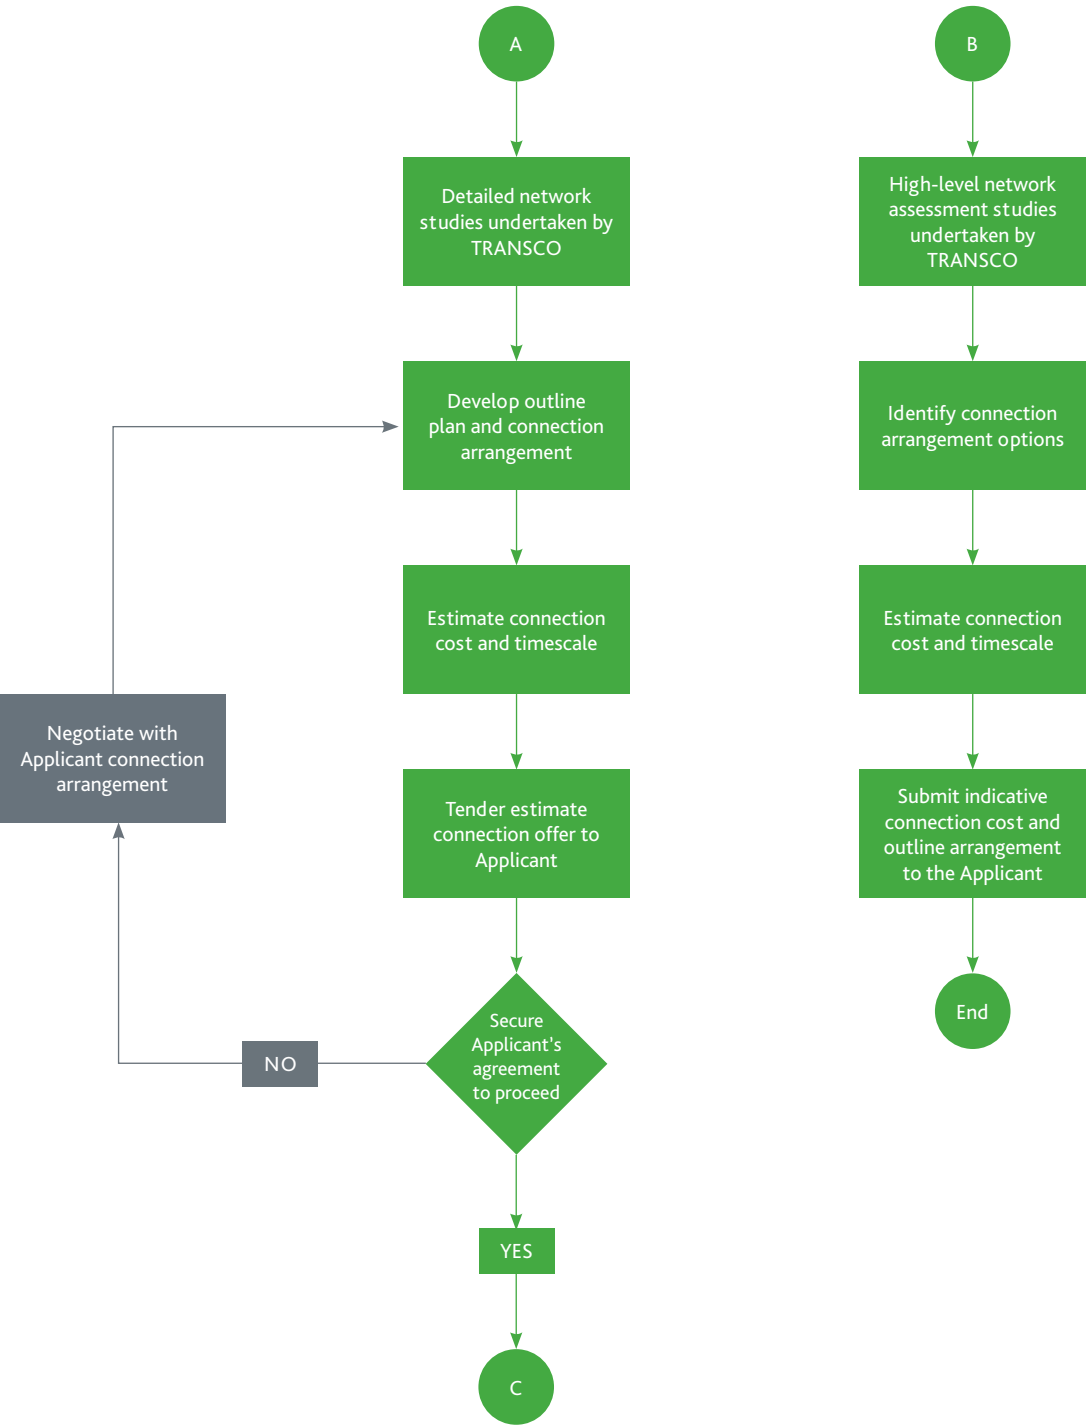 A
Detailed network
studies undertaken by
TRANSCO
Develop outline
plan and connection
arrangement
Estimate connection
cost and timescale
Negotiate with
Applicant connection
arrangement
Tender estimate
connection offer to
Applicant
Secure
Applicant's
agreement
to proceed
NO
YES
C
B
High-level network
assessment studies
undertaken by
TRANSCO
Identify connection
arrangement options
Estimate connection
cost and timescale
Submit indicative
connection cost and
outline arrangement
to the Applicant
End